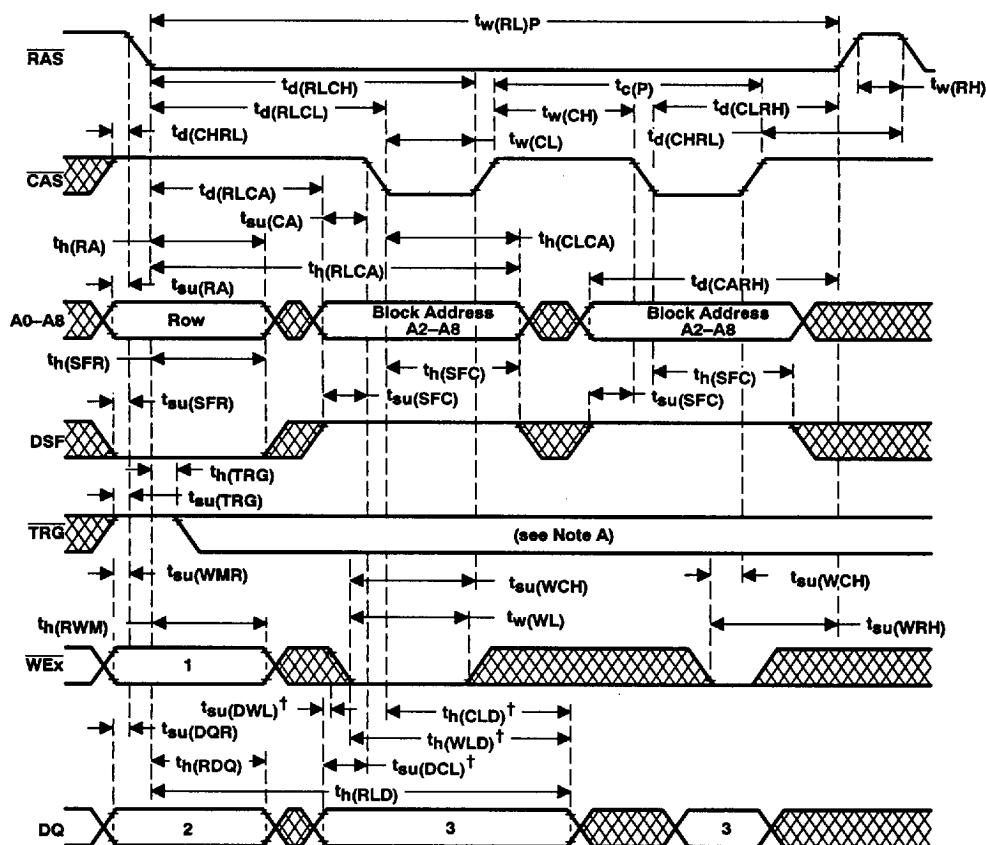 tw(RL)P
RAS
td(RLCH)
tc(P)
tw(RH)
td(RLCL)
tw(CH)
td(CLRH)
td(CHRL)
tw(CL)
td(CHRL)
CAS
td(RLCA)
tsu(CA)
th(RA)
th(CLCA)
th(RLCA)
tsu(RA)
td(CARH)
A0–A8
Row
Block Address
A2–A8
Block Address
A2–A8
th(SFR)
th(SFC)
th(SFC)
tsu(SFR)
tsu(SFC)
tsu(SFC)
DSF
th(TRG)
tsu(TRG)
TRG
(see Note A)
tsu(WMR)
tsu(WCH)
tsu(WCH)
th(RWM)
tw(WL)
tsu(WRH)
WEx
1
tsu(DWL)†
th(CLD)†
tsu(DQR)
th(WLD)†
th(RDQ)
tsu(DCL)†
th(RLD)
DQ
2
3
3